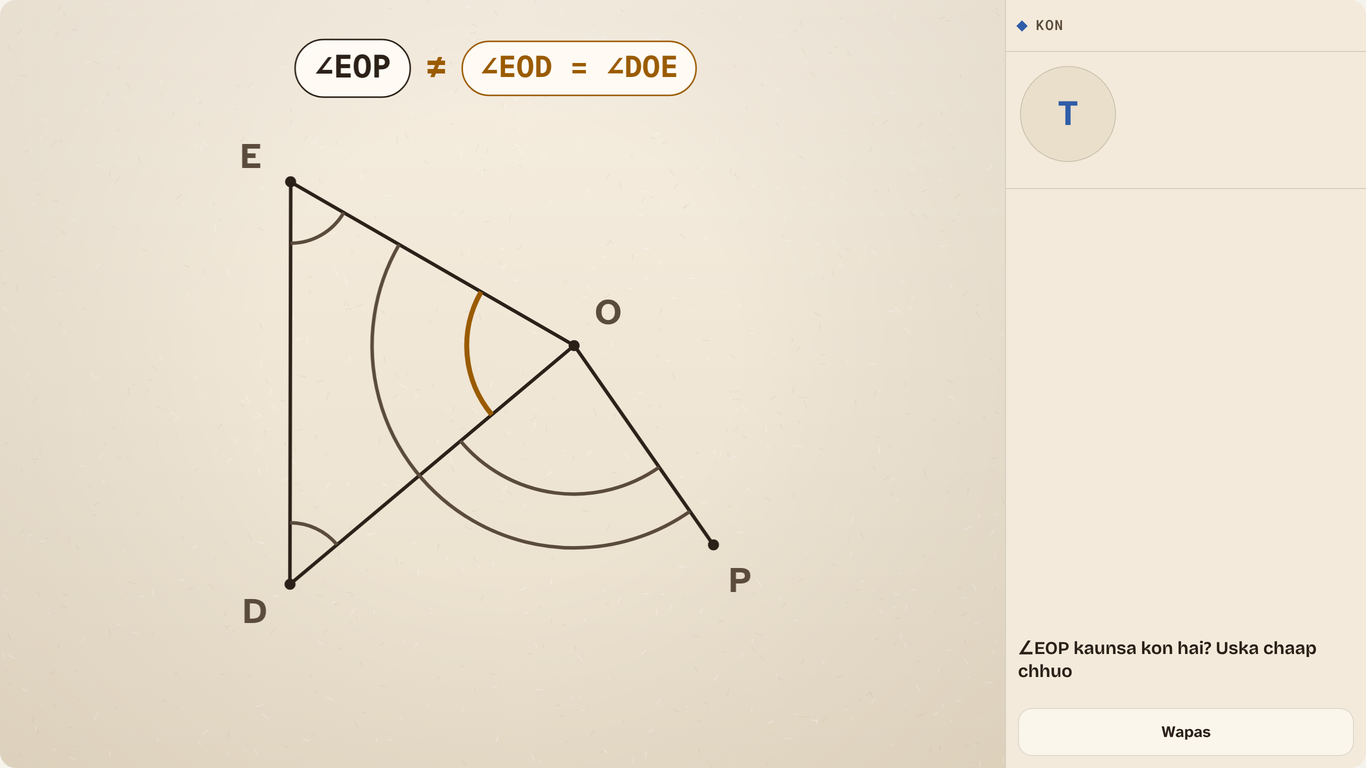 ∠EOP ≠ ∠EOD = ∠DOE
E
O
D
P
KON
T
∠EOP kaunsa kon hai? Uska chaap
chhuo
Wapas